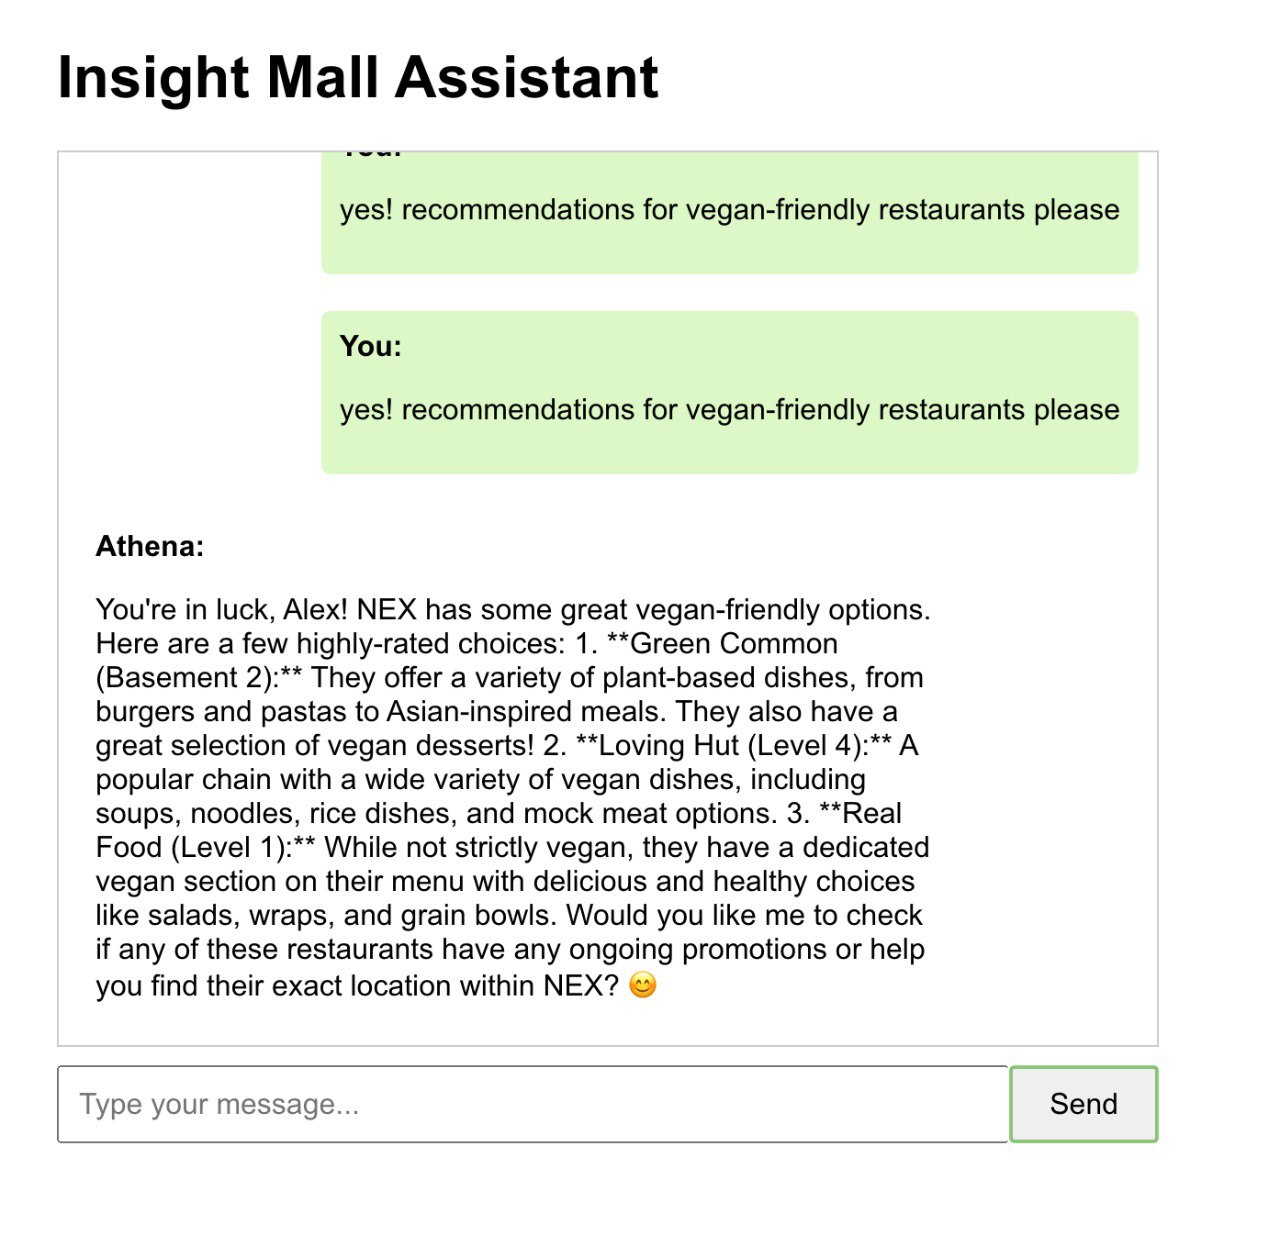 Insight Mall Assistant
You:
yes! recommendations for vegan-friendly restaurants please
You:
yes! recommendations for vegan-friendly restaurants please
Athena:
You're in luck, Alex! NEX has some great vegan-friendly options.
Here are a few highly-rated choices: 1. **Green Common
(Basement 2):** They offer a variety of plant-based dishes, from
burgers and pastas to Asian-inspired meals. They also have a
great selection of vegan desserts! 2. **Loving Hut (Level 4):** A
popular chain with a wide variety of vegan dishes, including
soups, noodles, rice dishes, and mock meat options. 3. **Real
Food (Level 1):** While not strictly vegan, they have a dedicated
vegan section on their menu with delicious and healthy choices
like salads, wraps, and grain bowls. Would you like me to check
if any of these restaurants have any ongoing promotions or help
you find their exact location within NEX? 😊
Type your message...
Send